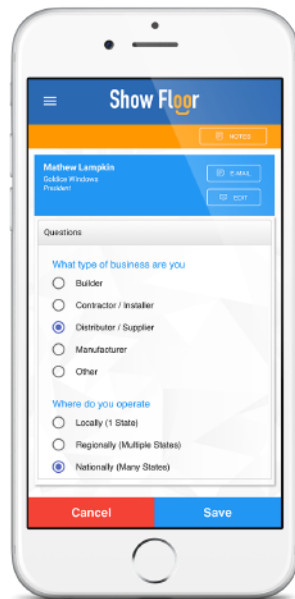 Show Floor
NOTES
Mathew Lampkin
E-MAIL
Goldice Windows
President
EDIT
Questions
What type of business are you
Builder
Contractor / Installer
Distributor / Supplier
Manufacturer
Other
Where do you operate
Locally (1 State)
Regionally (Multiple States)
Nationally (Many States)
Cancel
Save